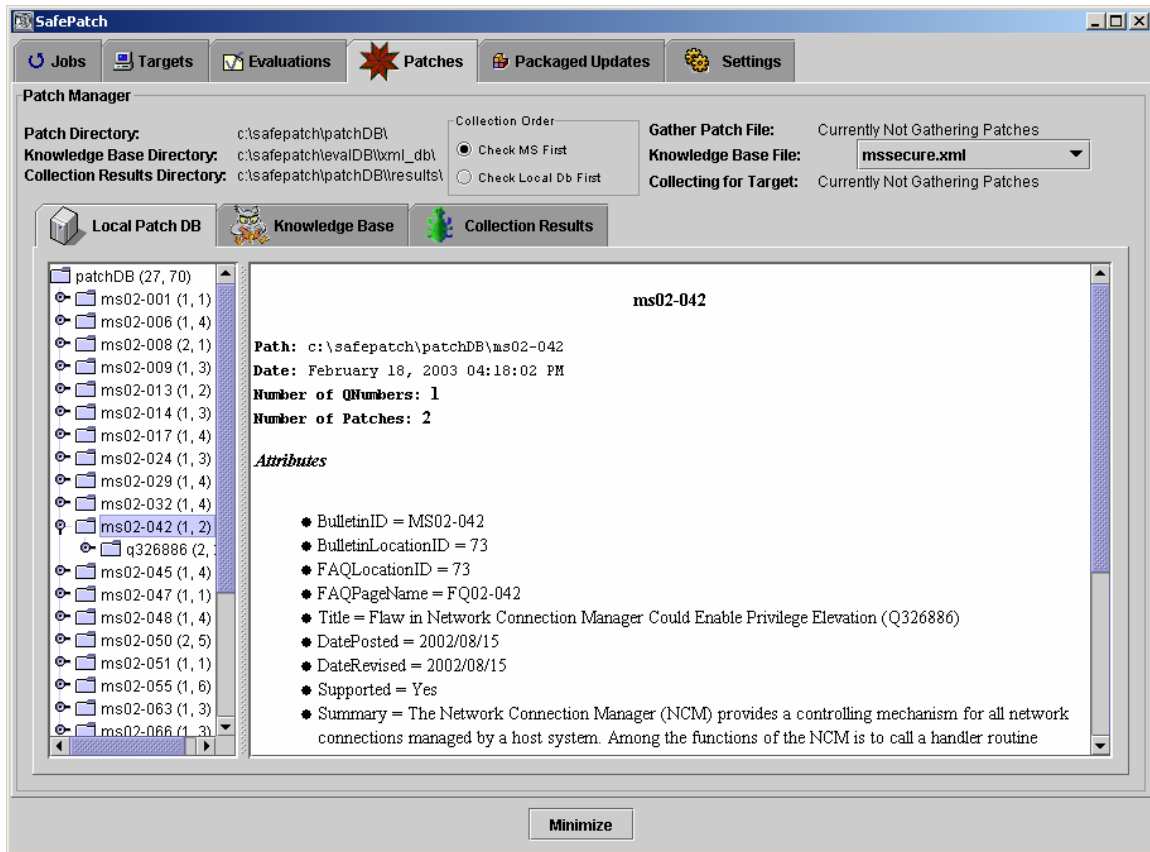 SafePatch
Jobs Targets Evaluations Patches Packaged Updates Settings
Patch Manager
Patch Directory: c:\safepatch\patchDB\
Knowledge Base Directory: c:\safepatch\evalDB\\xml_db\
Collection Results Directory: c:\safepatch\patchDB\\results\
Collection Order
Check MS First
Check Local Db First
Gather Patch File: Currently Not Gathering Patches
Knowledge Base File: mssecure.xml
Collecting for Target: Currently Not Gathering Patches
Local Patch DB Knowledge Base Collection Results
patchDB (27, 70)
ms02-001 (1, 1)
ms02-006 (1, 4)
ms02-008 (2, 1)
ms02-009 (1, 3)
ms02-013 (1, 2)
ms02-014 (1, 3)
ms02-017 (1, 4)
ms02-024 (1, 3)
ms02-029 (1, 4)
ms02-032 (1, 4)
ms02-042 (1, 2)
q326886 (2,
ms02-045 (1, 4)
ms02-047 (1, 1)
ms02-048 (1, 4)
ms02-050 (2, 5)
ms02-051 (1, 1)
ms02-055 (1, 6)
ms02-063 (1, 3)
ms02-066 (1, 3)
ms02-042
Path: c:\safepatch\patchDB\ms02-042
Date: February 18, 2003 04:18:02 PM
Number of QNumbers: 1
Number of Patches: 2
Attributes
BulletinID = MS02-042
BulletinLocationID = 73
FAQLocationID = 73
FAQPageName = FQ02-042
Title = Flaw in Network Connection Manager Could Enable Privilege Elevation (Q326886)
DatePosted = 2002/08/15
DateRevised = 2002/08/15
Supported = Yes
Summary = The Network Connection Manager (NCM) provides a controlling mechanism for all network
connections managed by a host system. Among the functions of the NCM is to call a handler routine
Minimize